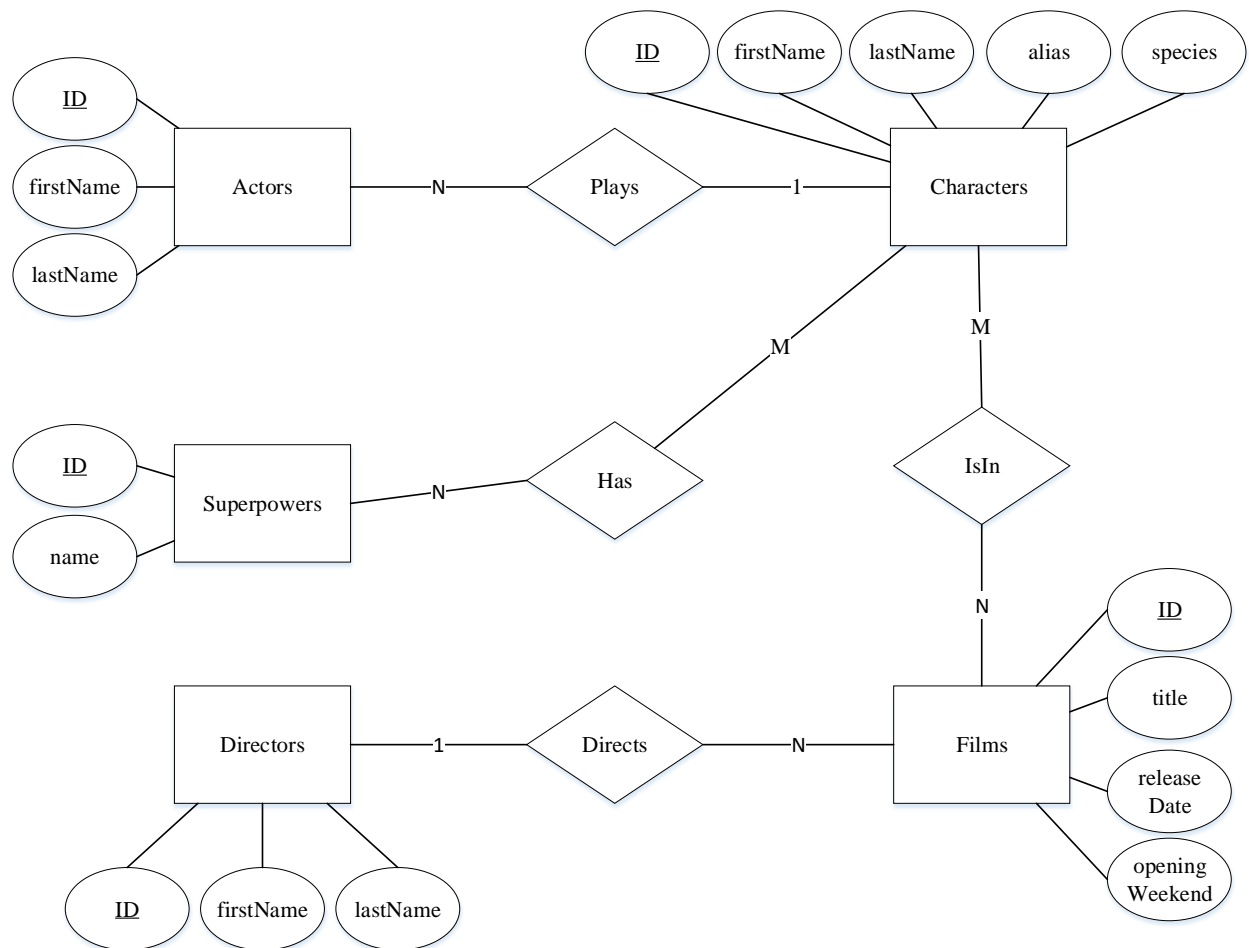 ID
firstName
lastName
alias
species
ID
firstName
lastName
Actors
N
Plays
1
Characters
M
M
ID
name
Superpowers
N
Has
IsIn
N
ID
title
release
Date
opening
Weekend
Directors
1
Directs
N
Films
ID
firstName
lastName